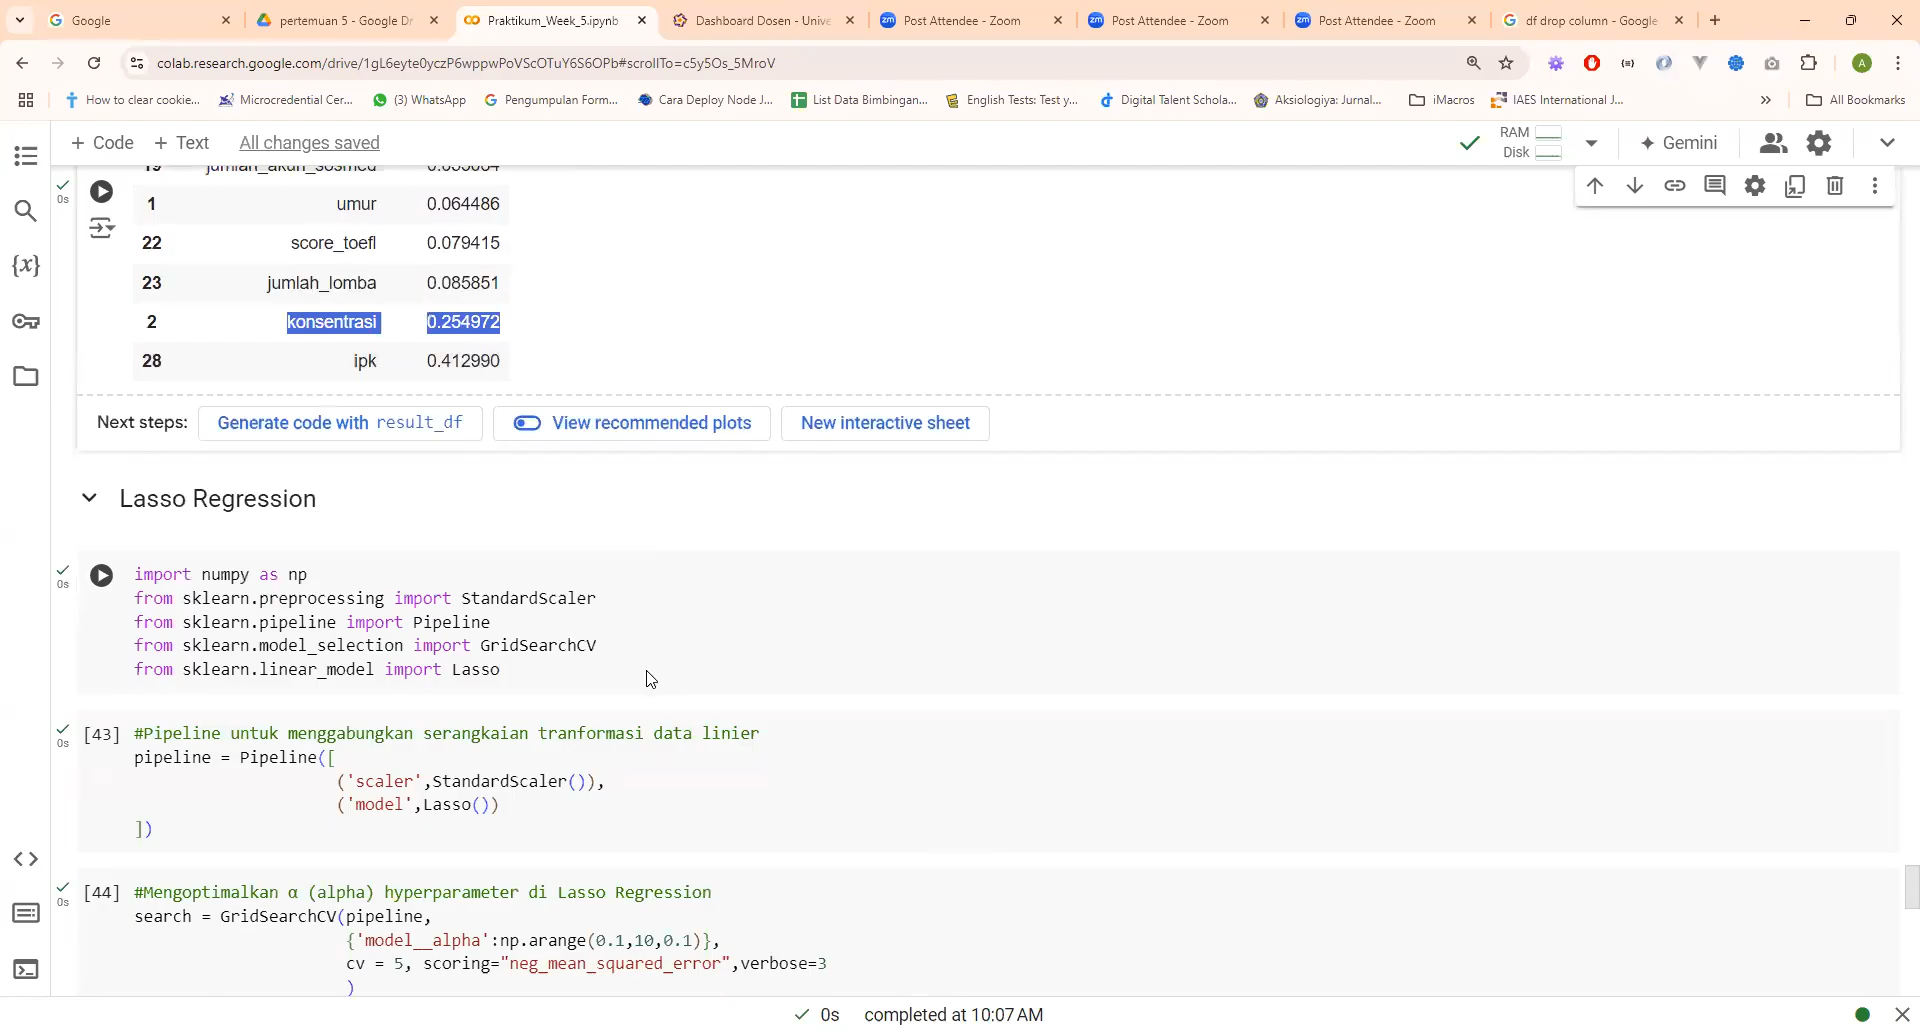 Google
pertemuan 5 - Google Dr
Praktikum_Week_5.ipynb
Dashboard Dosen - Unive
Post Attendee - Zoom
Post Attendee - Zoom
Post Attendee - Zoom
df drop column - Google
colab.research.google.com/drive/1gL6eyte0yczP6wppwPoVScOTuY6S6OPb#scrollTo=c5y5Os_5MroV
A
How to clear cookie...
Microcredential Cer...
(3) WhatsApp
Pengumpulan Form...
Cara Deploy Node J...
List Data Bimbingan...
English Tests: Test y...
Digital Talent Schola...
Aksiologiya: Jurnal...
iMacros
IAES International J...
All Bookmarks
+ Code + Text All changes saved
RAM
Disk
Gemini
19 jumlah_akun_sosmed
0s
1 umur 0.064486
22 score_toefl 0.079415
23 jumlah_lomba 0.085851
2 konsentrasi 0.254972
28 ipk 0.412990
Next steps: Generate code with result_df View recommended plots New interactive sheet
Lasso Regression
0s
import numpy as np
from sklearn.preprocessing import StandardScaler
from sklearn.pipeline import Pipeline
from sklearn.model_selection import GridSearchCV
from sklearn.linear_model import Lasso
0s
[43] #Pipeline untuk menggabungkan serangkaian tranformasi data linier
pipeline = Pipeline([
('scaler',StandardScaler()),
('model',Lasso())
])
0s
[44] #Mengoptimalkan α (alpha) hyperparameter di Lasso Regression
search = GridSearchCV(pipeline,
{'model__alpha':np.arange(0.1,10,0.1)},
cv = 5, scoring="neg_mean_squared_error",verbose=3
)
0s completed at 10:07 AM